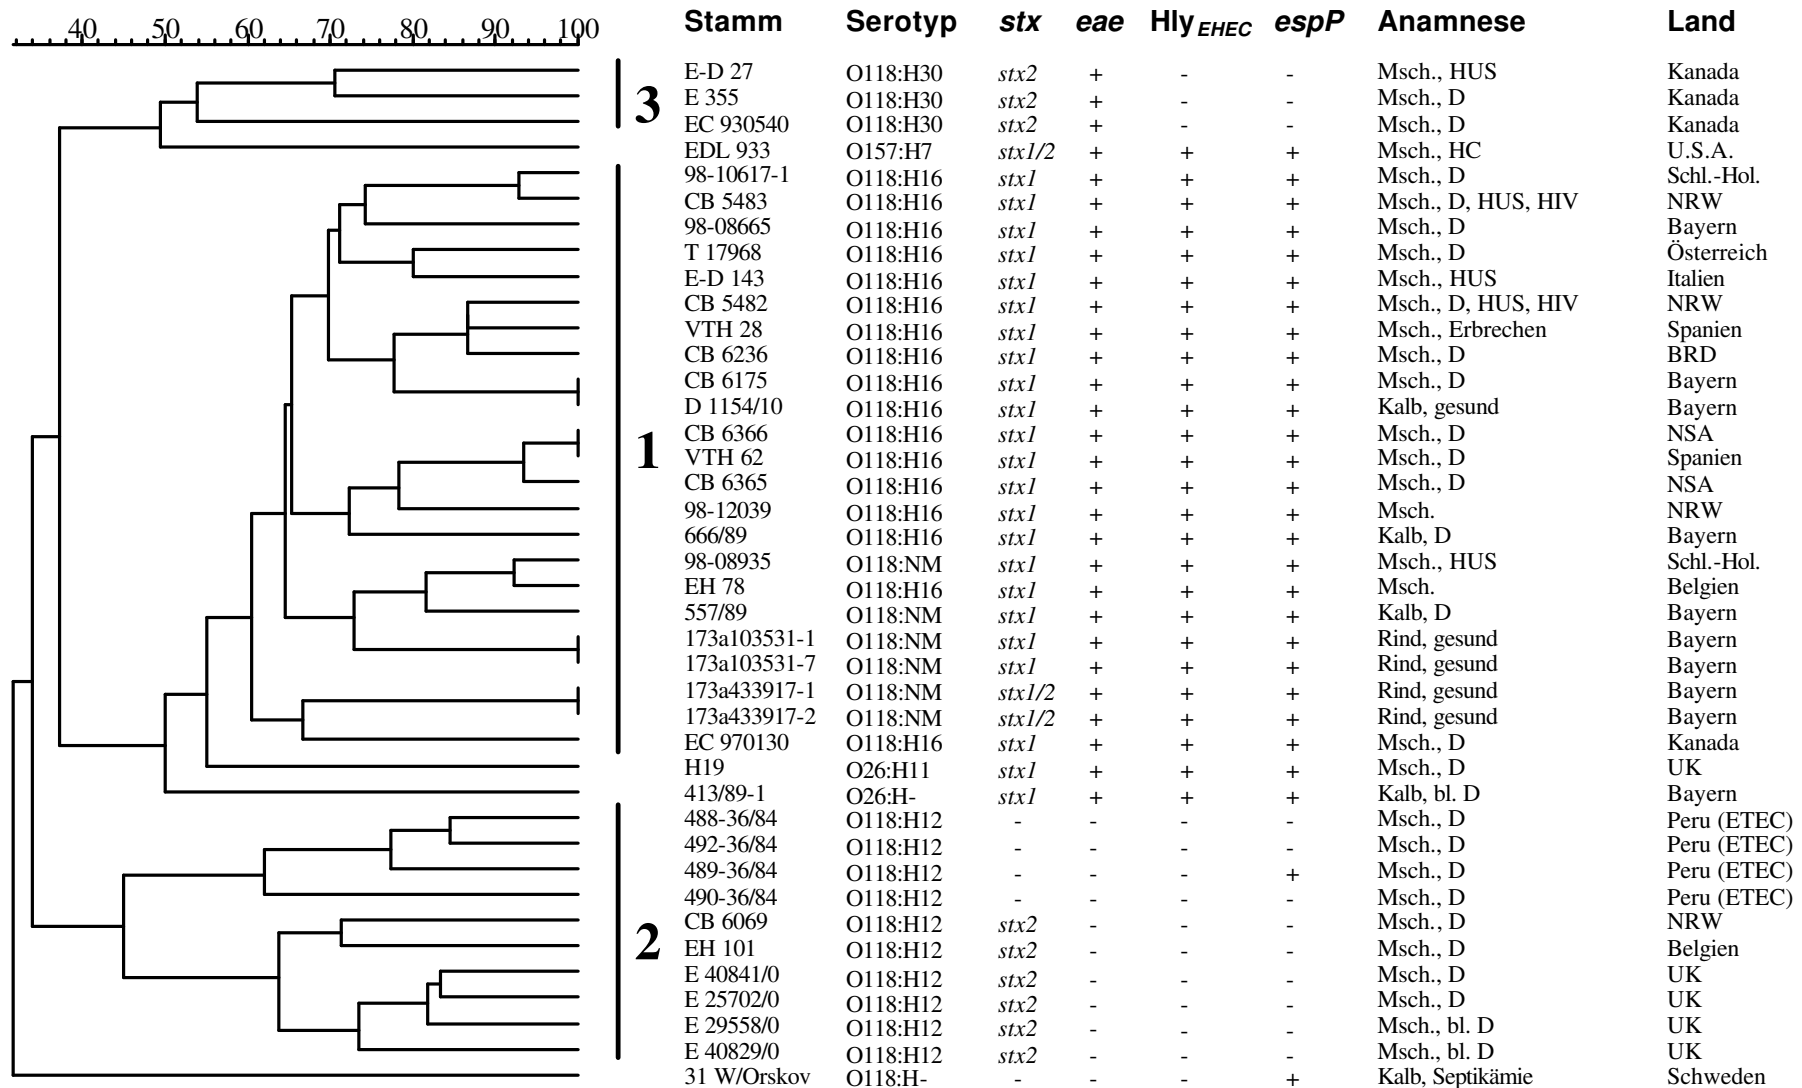 40 50 60 70 80 90 100 Stamm Serotyp stx eae Hly EHEC espP Anamnese Land
E-D 27 O118:H30 stx2 + - - Msch., HUS Kanada
E 355 O118:H30 stx2 + - - Msch., D Kanada
3
EC 930540 O118:H30 stx2 + - - Msch., D Kanada
EDL 933 O157:H7 stx1/2 + + + Msch., HC U.S.A.
98-10617-1 O118:H16 stx1 + + + Msch., D Schl.-Hol.
CB 5483 O118:H16 stx1 + + + Msch., D, HUS, HIV NRW
98-08665 O118:H16 stx1 + + + Msch., D Bayern
T 17968 O118:H16 stx1 + + + Msch., D Österreich
E-D 143 O118:H16 stx1 + + + Msch., HUS Italien
CB 5482 O118:H16 stx1 + + + Msch., D, HUS, HIV NRW
VTH 28 O118:H16 stx1 + + + Msch., Erbrechen Spanien
CB 6236 O118:H16 stx1 + + + Msch., D BRD
CB 6175 O118:H16 stx1 + + + Msch., D Bayern
D 1154/10 O118:H16 stx1 + + + Kalb, gesund Bayern
CB 6366 O118:H16 stx1 + + + Msch., D NSA
1
VTH 62 O118:H16 stx1 + + + Msch., D Spanien
CB 6365 O118:H16 stx1 + + + Msch., D NSA
98-12039 O118:H16 stx1 + + + Msch. NRW
666/89 O118:H16 stx1 + + + Kalb, D Bayern
98-08935 O118:NM stx1 + + + Msch., HUS Schl.-Hol.
EH 78 O118:H16 stx1 + + + Msch. Belgien
557/89 O118:NM stx1 + + + Kalb, D Bayern
173a103531-1 O118:NM stx1 + + + Rind, gesund Bayern
173a103531-7 O118:NM stx1 + + + Rind, gesund Bayern
173a433917-1 O118:NM stx1/2 + + + Rind, gesund Bayern
173a433917-2 O118:NM stx1/2 + + + Rind, gesund Bayern
EC 970130 O118:H16 stx1 + + + Msch., D Kanada
H19 O26:H11 stx1 + + + Msch., D UK
413/89-1 O26:H- stx1 + + + Kalb, bl. D Bayern
488-36/84 O118:H12 - - - - Msch., D Peru (ETEC)
492-36/84 O118:H12 - - - - Msch., D Peru (ETEC)
489-36/84 O118:H12 - - - + Msch., D Peru (ETEC)
490-36/84 O118:H12 - - - - Msch., D Peru (ETEC)
CB 6069 O118:H12 stx2 - - - Msch., D NRW
2
EH 101 O118:H12 stx2 - - - Msch., D Belgien
E 40841/0 O118:H12 stx2 - - - Msch., D UK
E 25702/0 O118:H12 stx2 - - - Msch., D UK
E 29558/0 O118:H12 stx2 - - - Msch., bl. D UK
E 40829/0 O118:H12 stx2 - - - Msch., bl. D UK
31 W/Orskov O118:H- - - - + Kalb, Septikämie Schweden